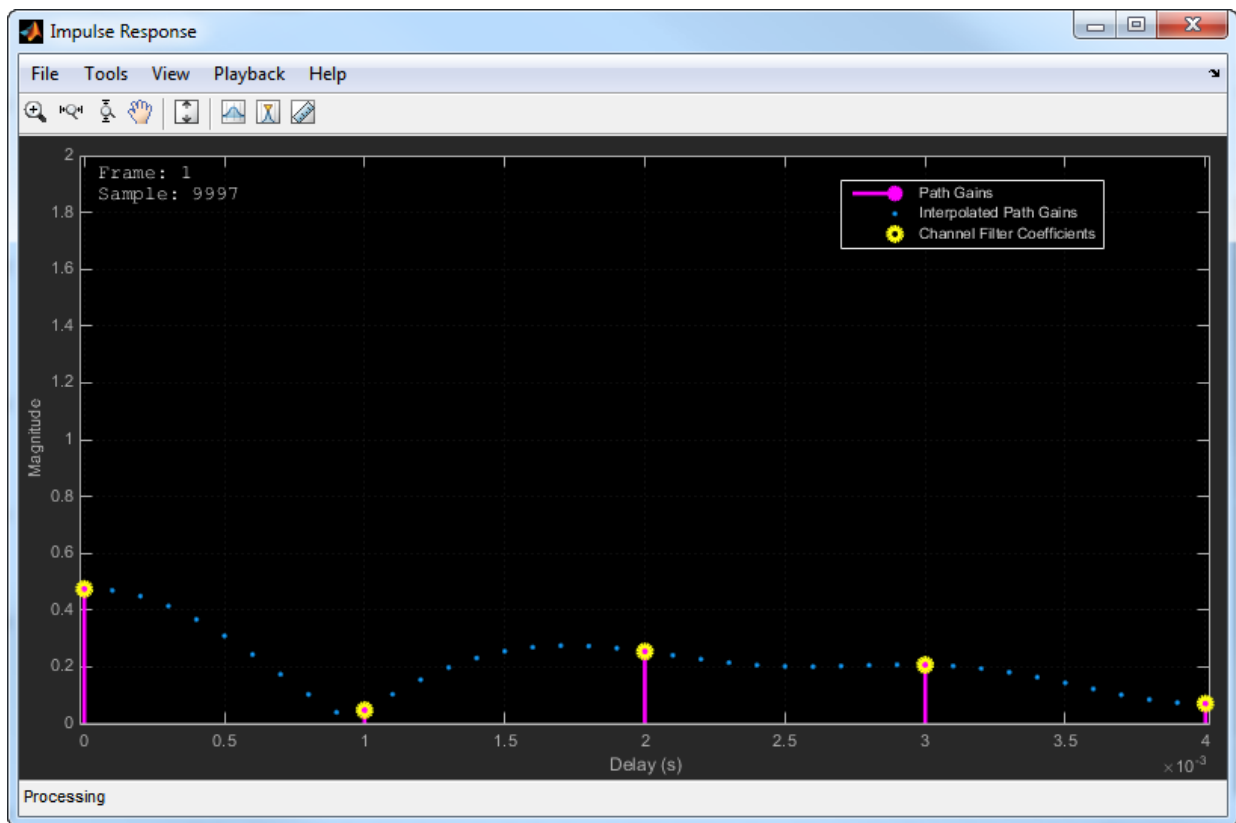 Impulse Response
File Tools View Playback Help
Frame: 1
Sample: 9997
Path Gains
Interpolated Path Gains
Channel Filter Coefficients
2
1.8
1.6
1.4
1.2
1
0.8
0.6
0.4
0.2
0
Magnitude
0 0.5 1 1.5 2 2.5 3 3.5 4
Delay (s)
×10⁻³
Processing